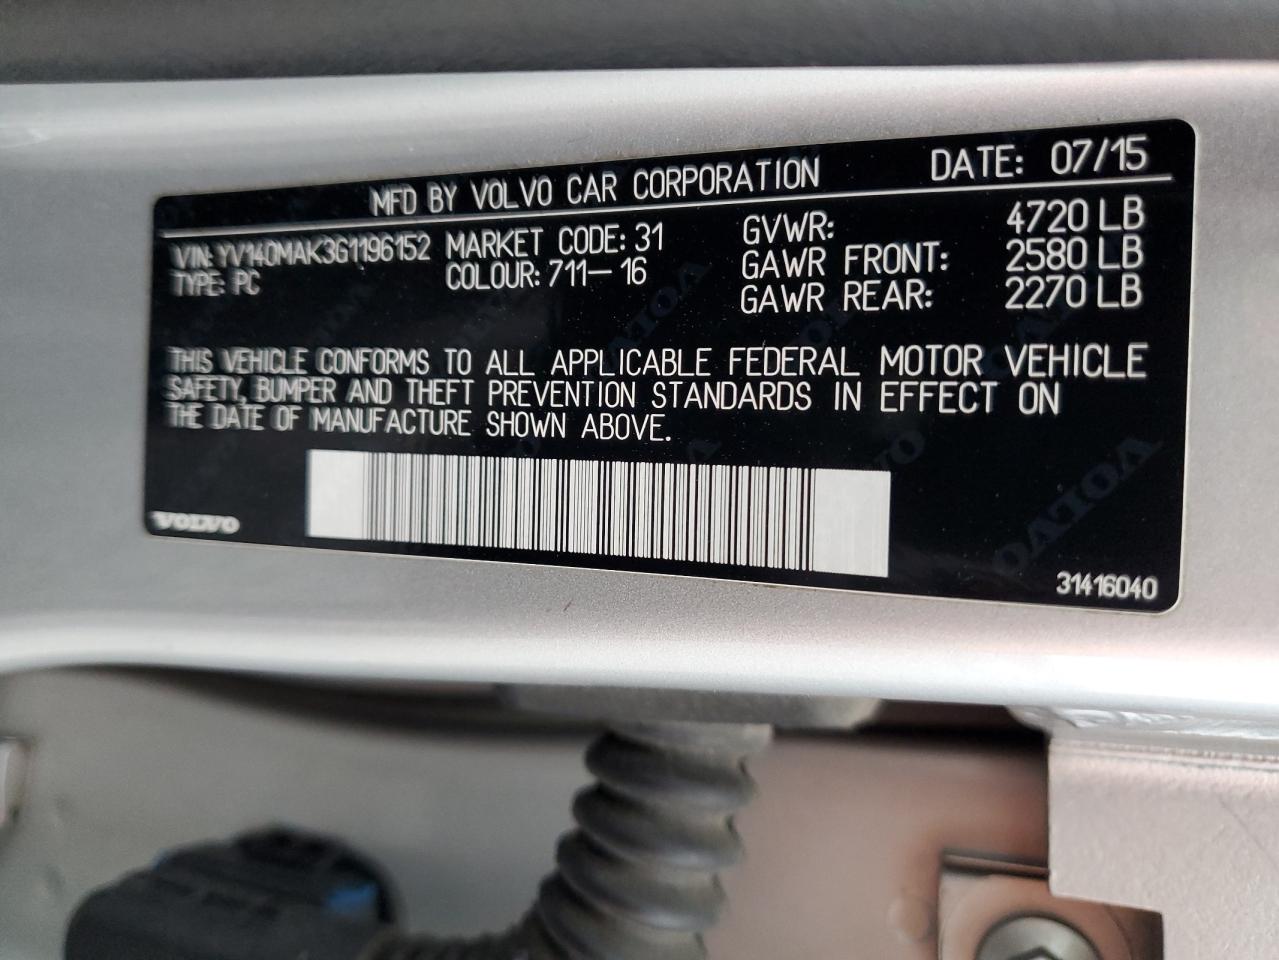 MFD BY VOLVO CAR CORPORATION DATE: 07/15
VIN: YV140MAK3G1196152 MARKET CODE: 31 GVWR: 4720 LB
TYPE: PC COLOUR: 711-16 GAWR FRONT: 2580 LB
GAWR REAR: 2270 LB
THIS VEHICLE CONFORMS TO ALL APPLICABLE FEDERAL MOTOR VEHICLE
SAFETY, BUMPER AND THEFT PREVENTION STANDARDS IN EFFECT ON
THE DATE OF MANUFACTURE SHOWN ABOVE.
VOLVO
VOLVO
31416040